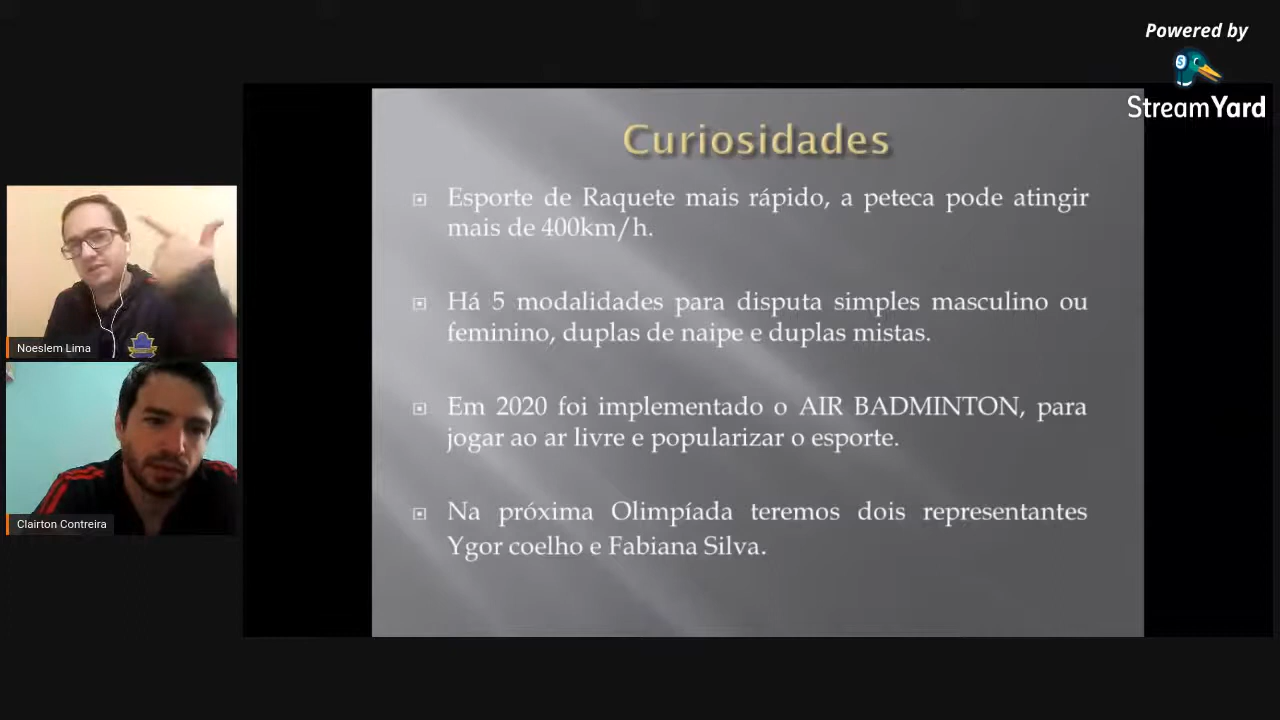 Powered by
StreamYard
Curiosidades
Esporte de Raquete mais rápido, a peteca pode atingir
mais de 400km/h.
Há 5 modalidades para disputa simples masculino ou
feminino, duplas de naipe e duplas mistas.
Em 2020 foi implementado o AIR BADMINTON, para
jogar ao ar livre e popularizar o esporte.
Na próxima Olimpíada teremos dois representantes
Ygor coelho e Fabiana Silva.
Noeslem Lima
Clairton Contreira